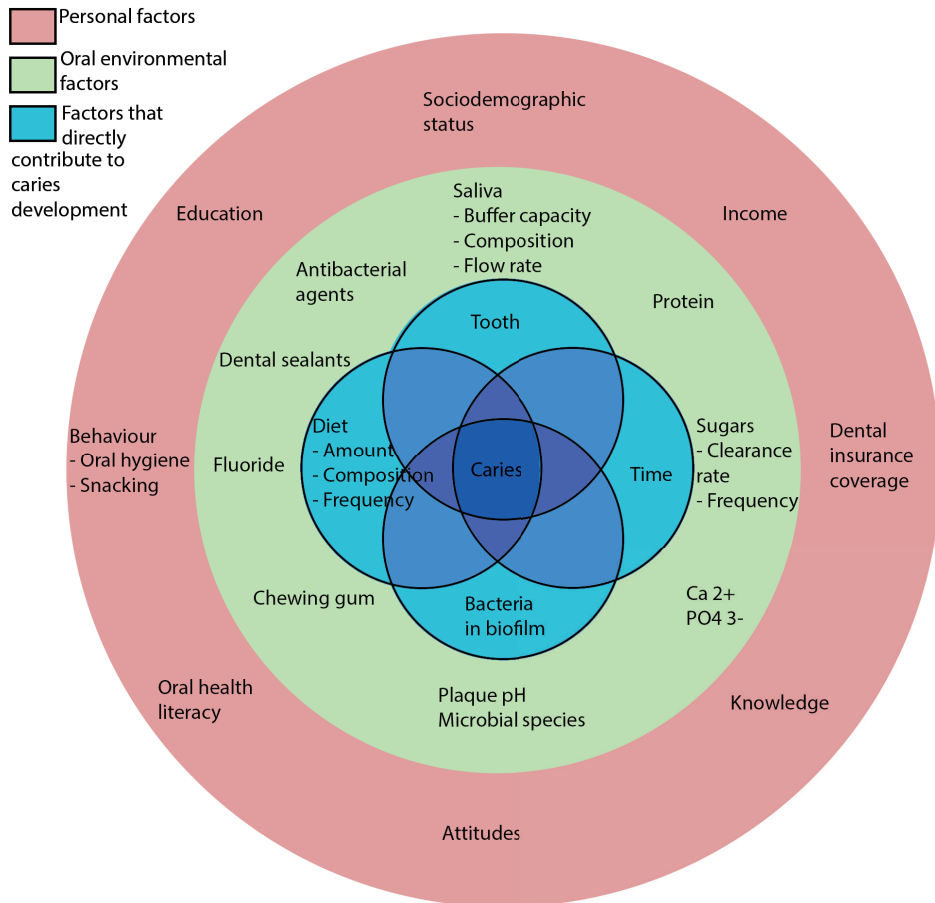 Personal factors
Oral environmental
factors
Factors that
directly
contribute to
caries
development
Sociodemographic
status
Education
Income
Saliva
- Buffer capacity
- Composition
- Flow rate
Antibacterial
agents
Protein
Tooth
Dental sealants
Behaviour
- Oral hygiene
- Snacking
Fluoride
Diet
- Amount
- Composition
- Frequency
Caries
Time
Sugars
- Clearance
rate
- Frequency
Dental
insurance
coverage
Chewing gum
Bacteria
in biofilm
Ca 2+
PO4 3-
Oral health
literacy
Plaque pH
Microbial species
Knowledge
Attitudes